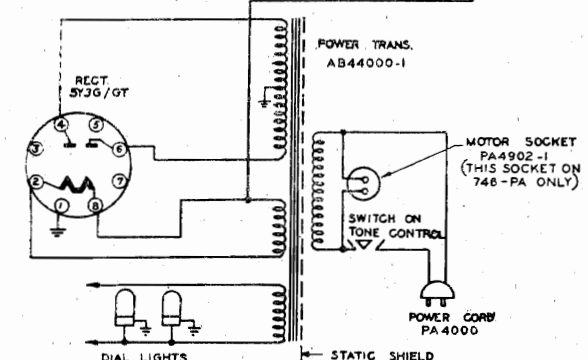 POWER TRANS.
AB44000-1
RECT.
5Y3G/GT
4
5
3
6
2
7
1
8
MOTOR SOCKET
PA4902-1
(THIS SOCKET ON
746-PA ONLY)
SWITCH ON
TONE CONTROL
POWER CORD
PA4000
DIAL LIGHTS
STATIC SHIELD